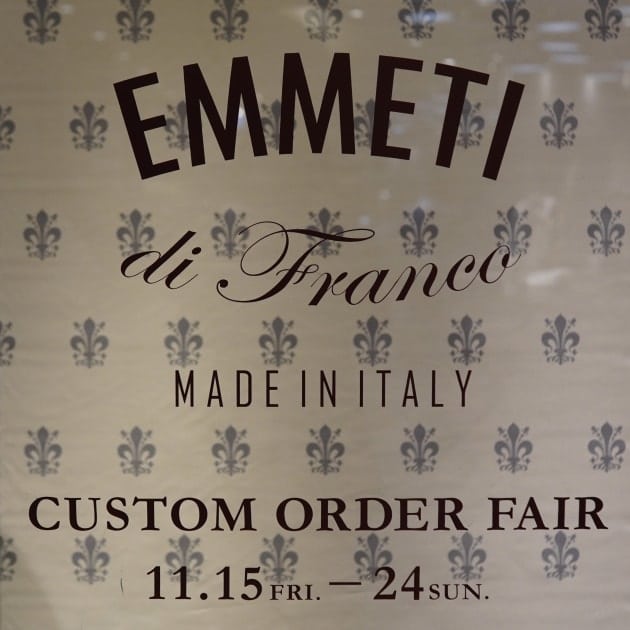 EMMETI
di Franco
MADE IN ITALY
CUSTOM ORDER FAIR
11.15 FRI. — 24 SUN.